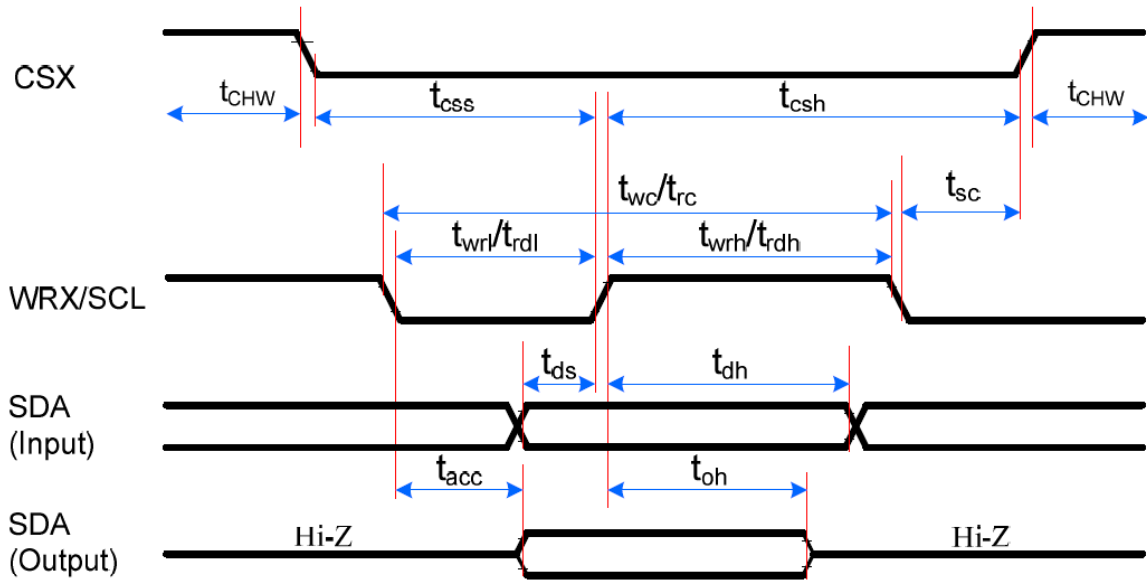 CSX
tCHW
tcss
tcsh
tCHW
twc/trc
tsc
twrl/trdl
twrh/trdh
WRX/SCL
tds
tdh
SDA
(Input)
tacc
toh
SDA
(Output)
Hi-Z
Hi-Z